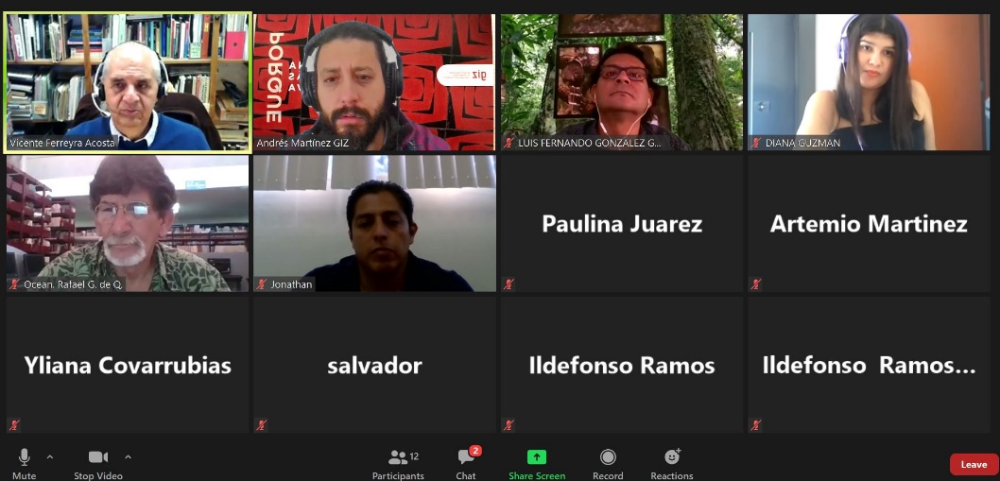 PORQUE
giz
Vicente Ferreyra Acosta
Andrés Martínez GIZ
LUIS FERNANDO GONZALEZ G...
DIANA GUZMAN
Ocean. Rafael G. de Q.
Jonathan
Paulina Juarez
Artemio Martinez
Yliana Covarrubias
salvador
Ildefonso Ramos
Ildefonso Ramos...
Mute
Stop Video
12
Participants
2
Chat
Share Screen
Record
Reactions
Leave